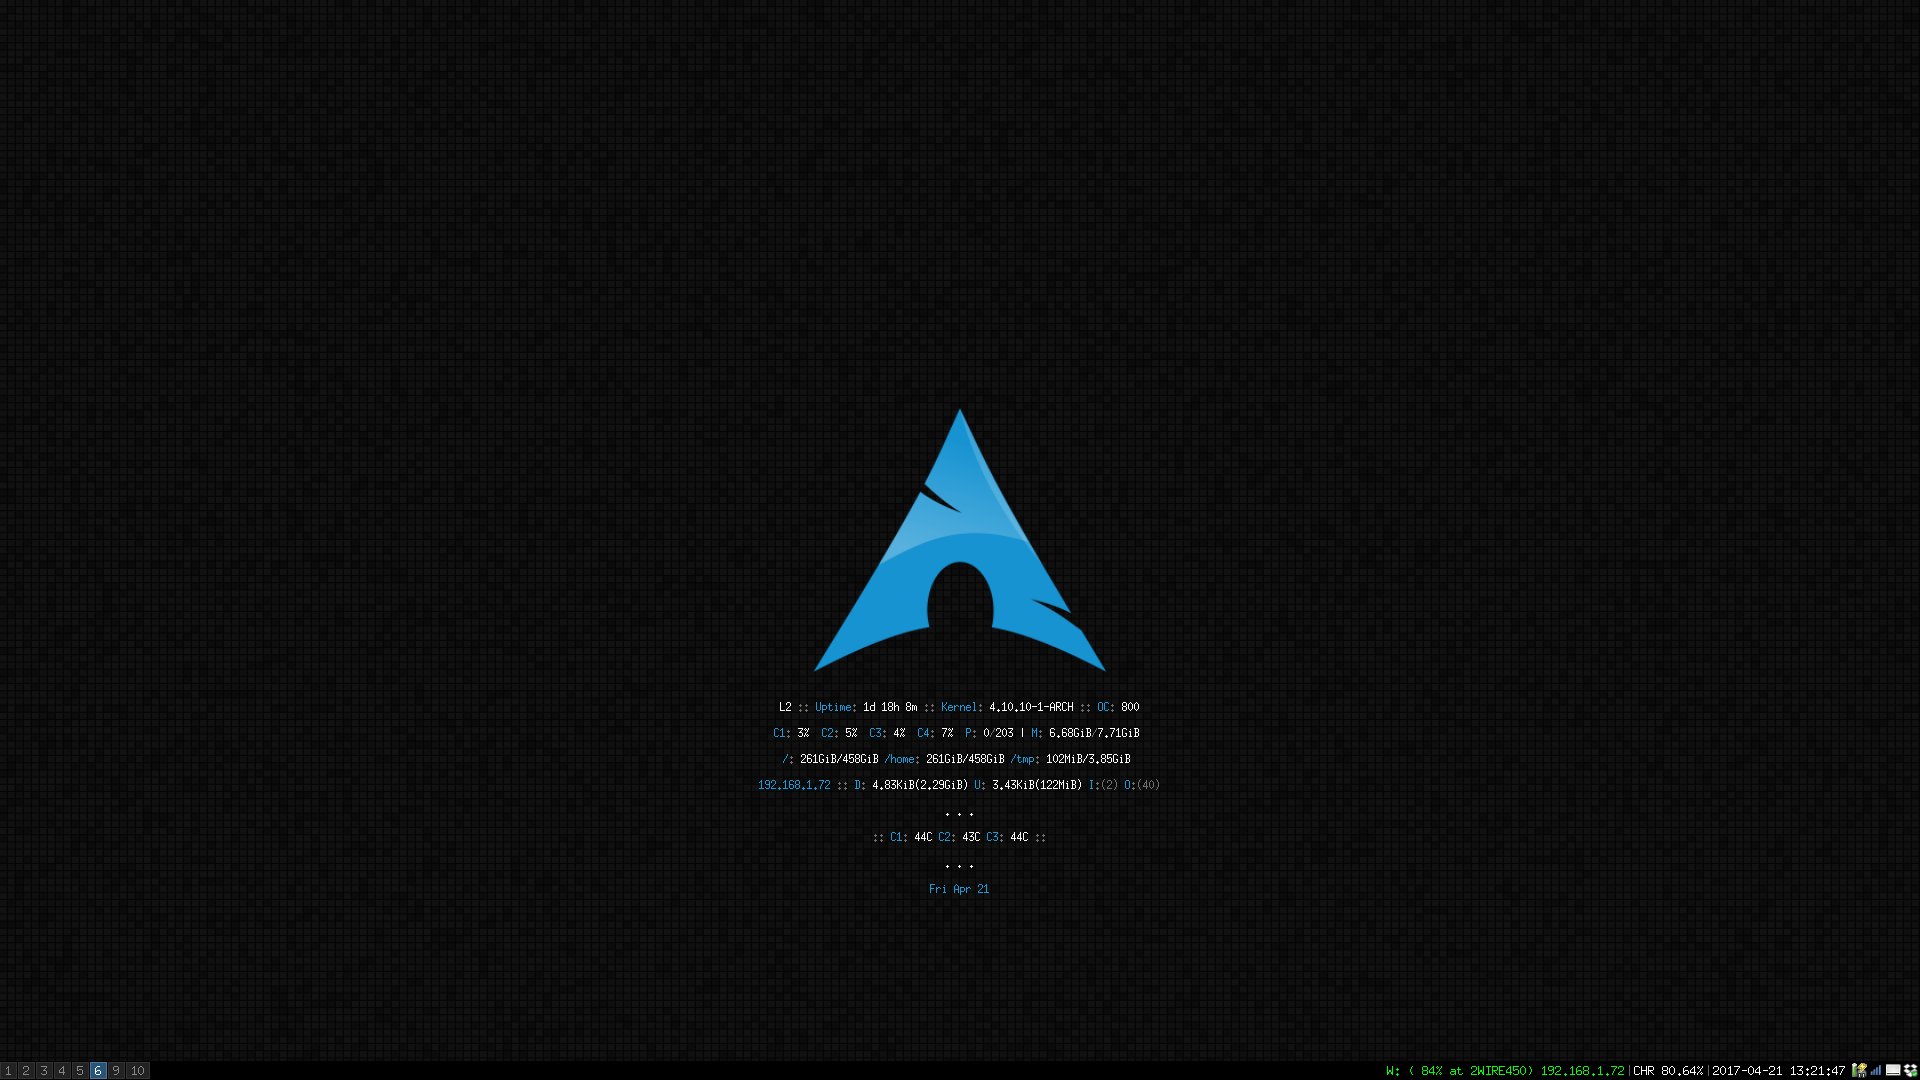 L2 :: Uptime: 1d 18h 8m :: Kernel: 4.10.10-1-ARCH :: OC: 800
C1: 3% C2: 5% C3: 4% C4: 7% P: 0/203 | M: 6.68GiB/7.71GiB
/: 261GiB/458GiB /home: 261GiB/458GiB /tmp: 102MiB/3.85GiB
192.168.1.72 :: D: 4.83KiB(2.29GiB) U: 3.43KiB(122MiB) I:(2) O:(40)
...
:: C1: 44C C2: 43C C3: 44C ::
...
Fri Apr 21
1 2 3 4 5 6 9 10 W: ( 84% at 2WIRE450) 192.168.1.72|CHR 80.64%|2017-04-21 13:21:47